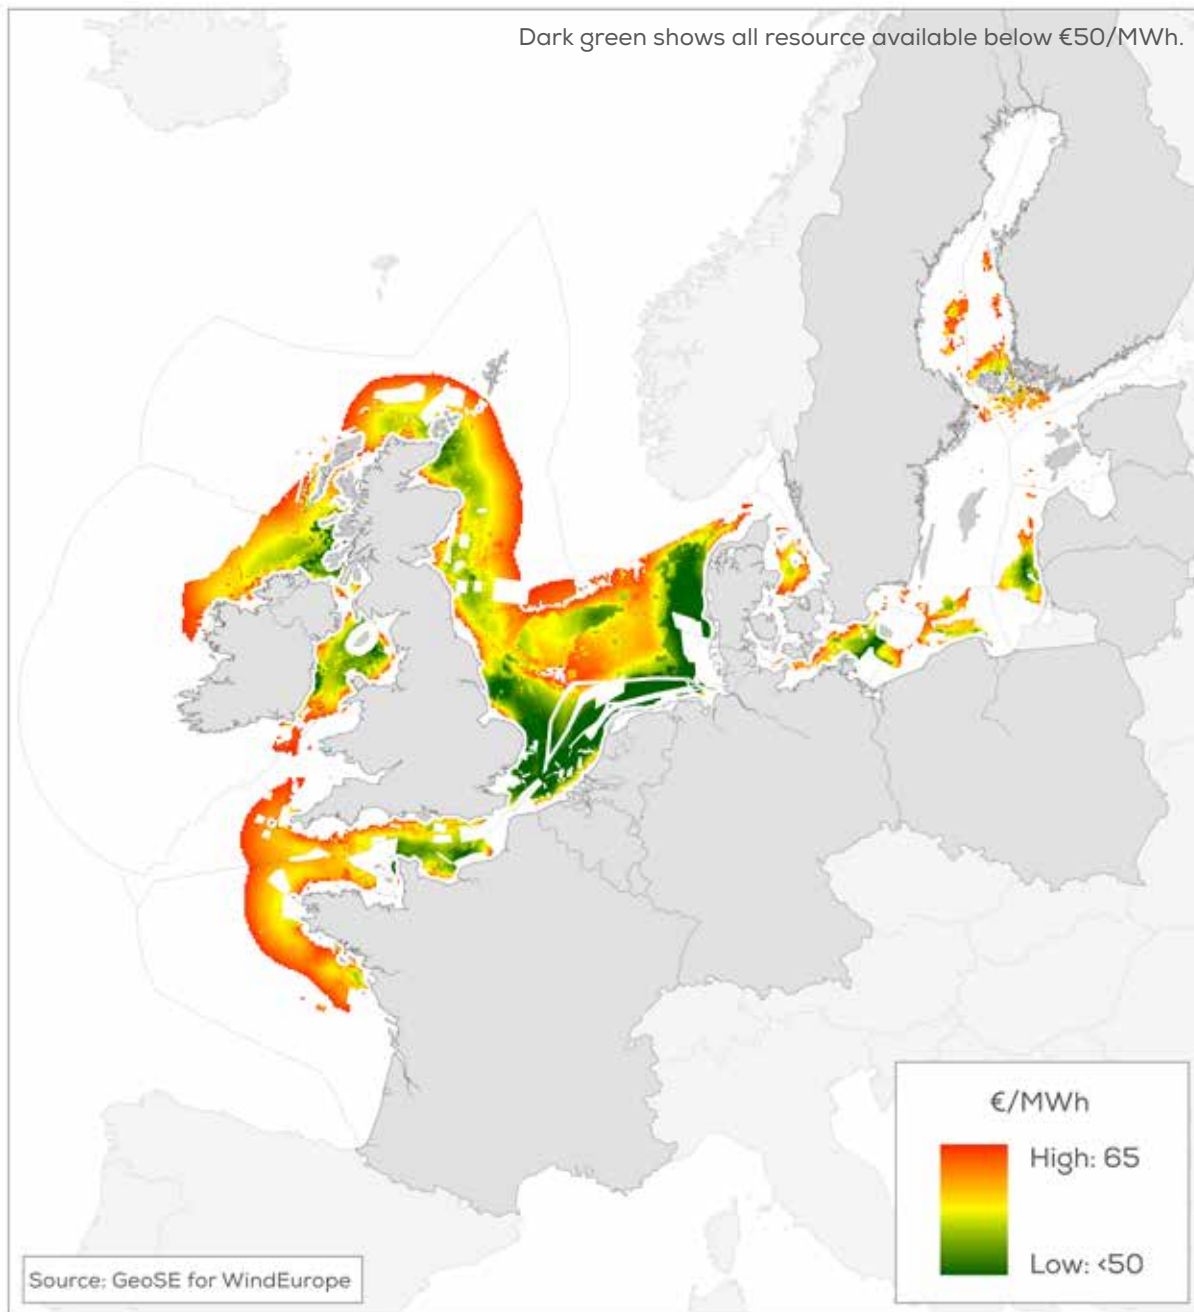 Dark green shows all resource available below €50/MWh.
€/MWh
High: 65
Low: <50
Source: GeoSE for WindEurope